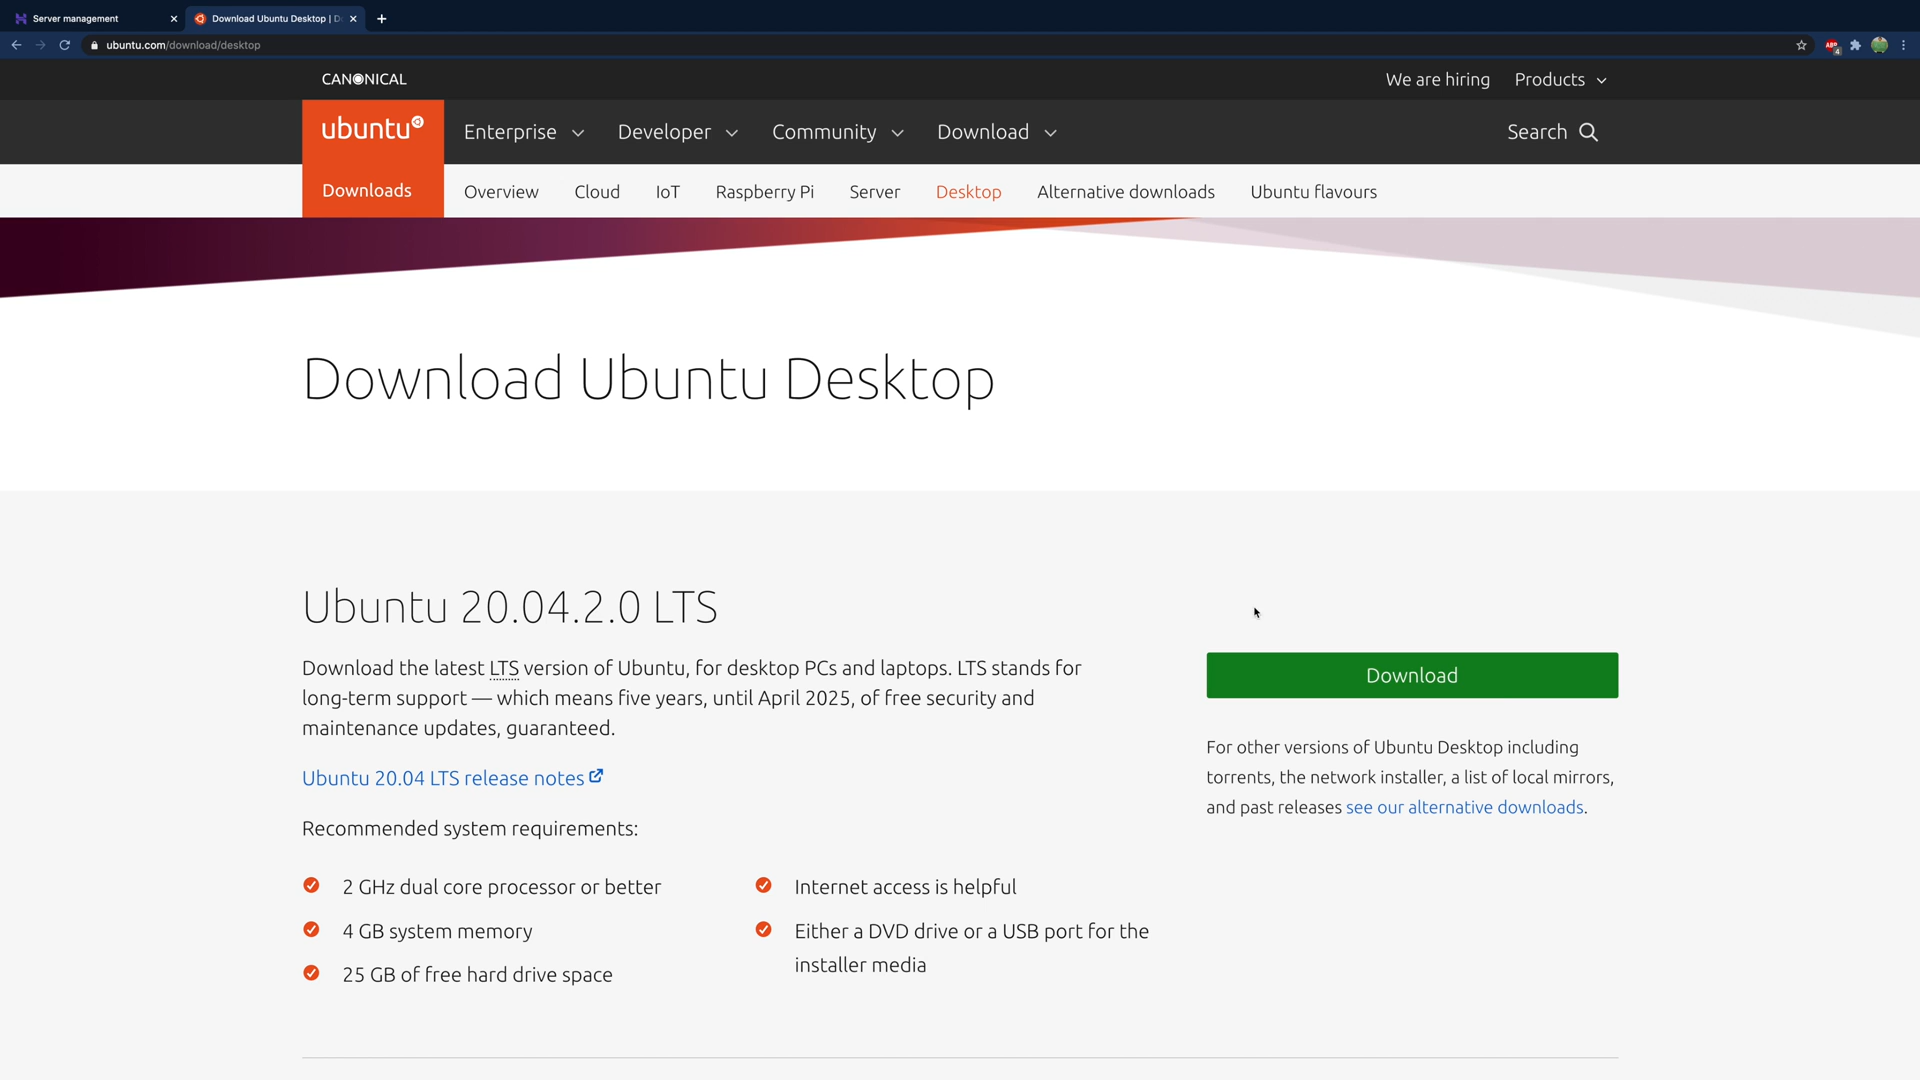 Server management
Download Ubuntu Desktop | D
ubuntu.com/download/desktop
ABP
4
CANONICAL
We are hiring
Products
ubuntu
Enterprise
Developer
Community
Download
Search
Downloads
Overview
Cloud
IoT
Raspberry Pi
Server
Desktop
Alternative downloads
Ubuntu flavours
Download Ubuntu Desktop
Ubuntu 20.04.2.0 LTS
Download the latest LTS version of Ubuntu, for desktop PCs and laptops. LTS stands for
long-term support — which means five years, until April 2025, of free security and
maintenance updates, guaranteed.
Ubuntu 20.04 LTS release notes
Recommended system requirements:
2 GHz dual core processor or better
4 GB system memory
25 GB of free hard drive space
Internet access is helpful
Either a DVD drive or a USB port for the
installer media
Download
For other versions of Ubuntu Desktop including
torrents, the network installer, a list of local mirrors,
and past releases see our alternative downloads.